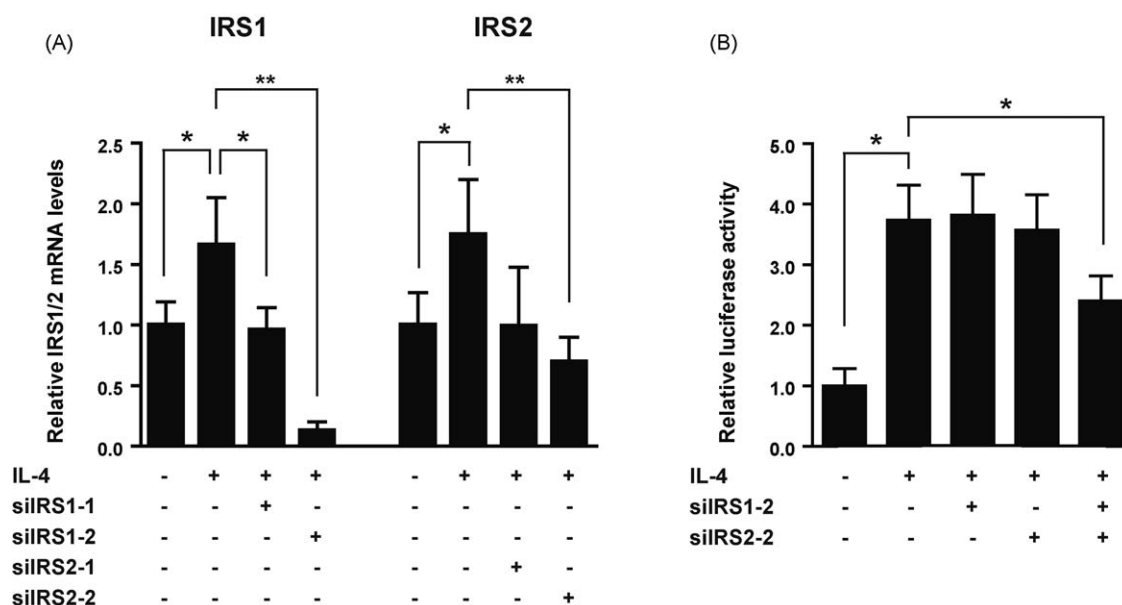 IRS1 IRS2
(A) (B)
** **
* * * * *
Relative IRS1/2 mRNA levels
2.5
2.0
1.5
1.0
0.5
0.0
Relative luciferase activity
5.0
4.0
3.0
2.0
1.0
0.0
IL-4 - + + + - + + +
siIRS1-1 - - + - - - - -
siIRS1-2 - - - + - - - -
siIRS2-1 - - - - - - + -
siIRS2-2 - - - - - - - +
IL-4 - + + + +
siIRS1-2 - - + - +
siIRS2-2 - - - + +